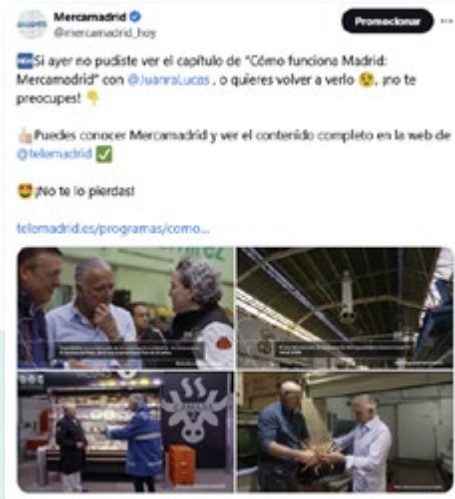 Mercamadrid
@mercamadrid_hoy
Promocionar
Si ayer no pudiste ver el capítulo de "Cómo funciona Madrid:
Mercamadrid" con @JuanraLucas , o quieres volver a verlo 😉, ¡no te
preocupes! 👇
👍🏻Puedes conocer Mercamadrid y ver el contenido completo en la web de
@telemadrid ✅
🤩¡No te lo pierdas!
telemadrid.es/programas/como...